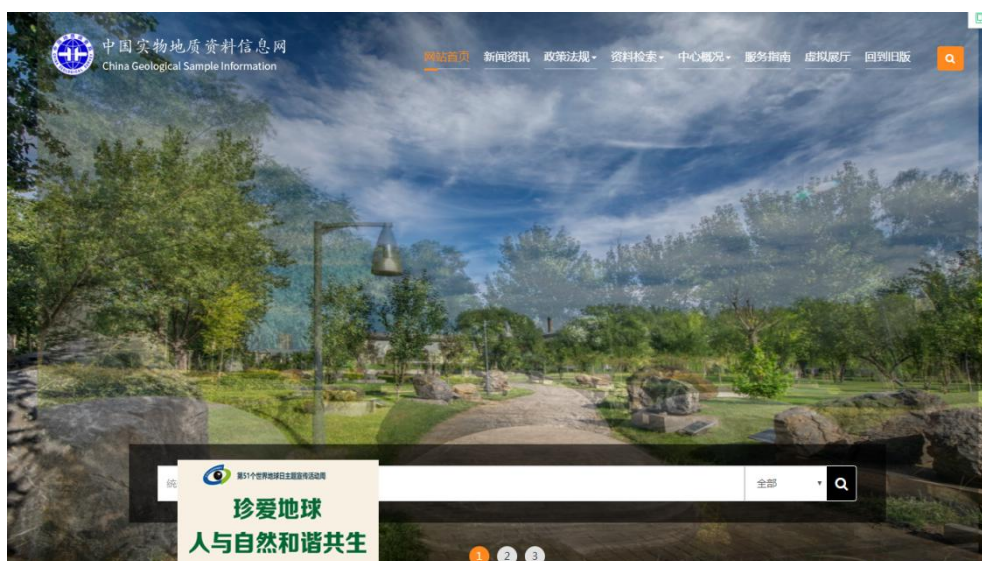 中国实物地质资料信息网
China Geological Sample Information
网站首页 新闻资讯 政策法规 资料检索 中心概况 服务指南 虚拟展厅 回到旧版
统
全部
第51个世界地球日主题宣传活动周
珍爱地球
人与自然和谐共生
1 2 3